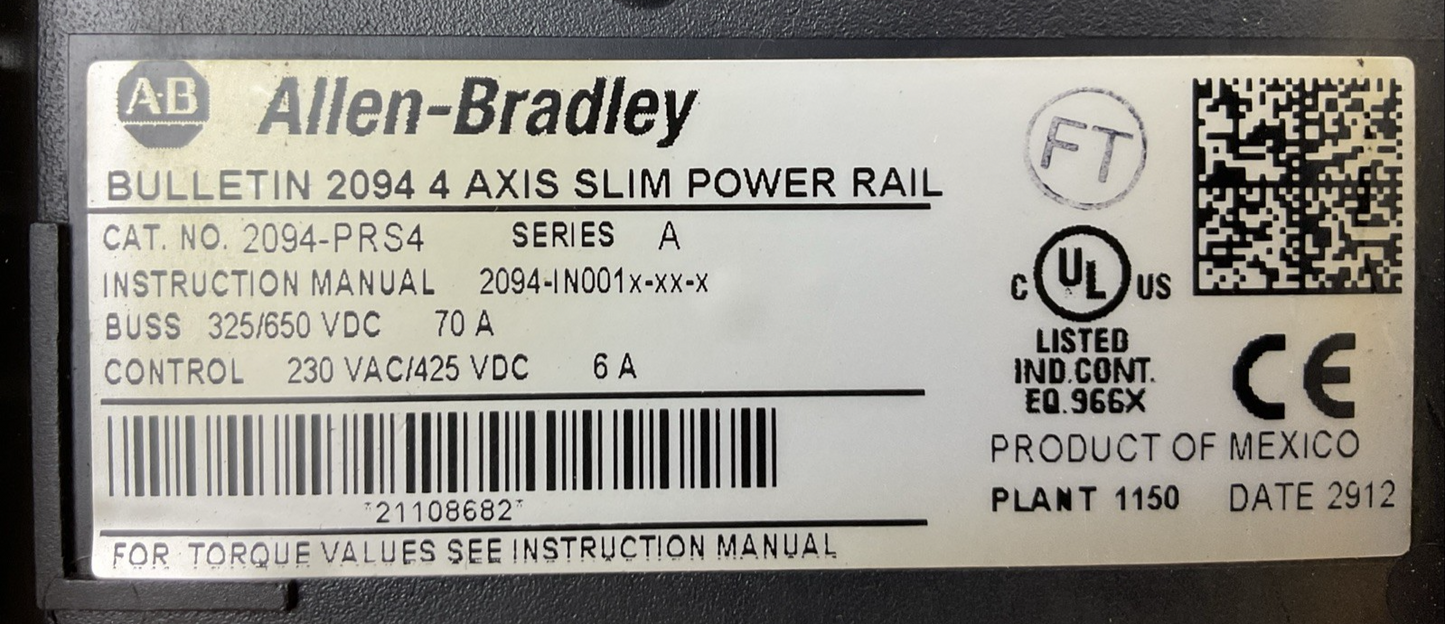 A-B Allen-Bradley
BULLETIN 2094 4 AXIS SLIM POWER RAIL
CAT. NO. 2094-PRS4 SERIES A
INSTRUCTION MANUAL 2094-IN001x-xx-x
BUSS 325/650 VDC 70 A
CONTROL 230 VAC/425 VDC 6 A
*21108682*
FOR TORQUE VALUES SEE INSTRUCTION MANUAL
FT
C UL US
LISTED
IND.CONT.
EQ.966X
CE
PRODUCT OF MEXICO
PLANT 1150 DATE 2912